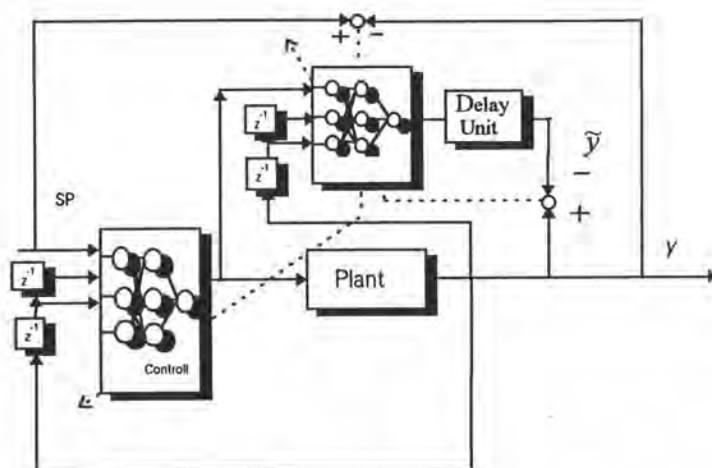 + -
z⁻¹
z⁻¹
Delay
Unit
ỹ
-
+
SP
y
z⁻¹
z⁻¹
Plant
Controll